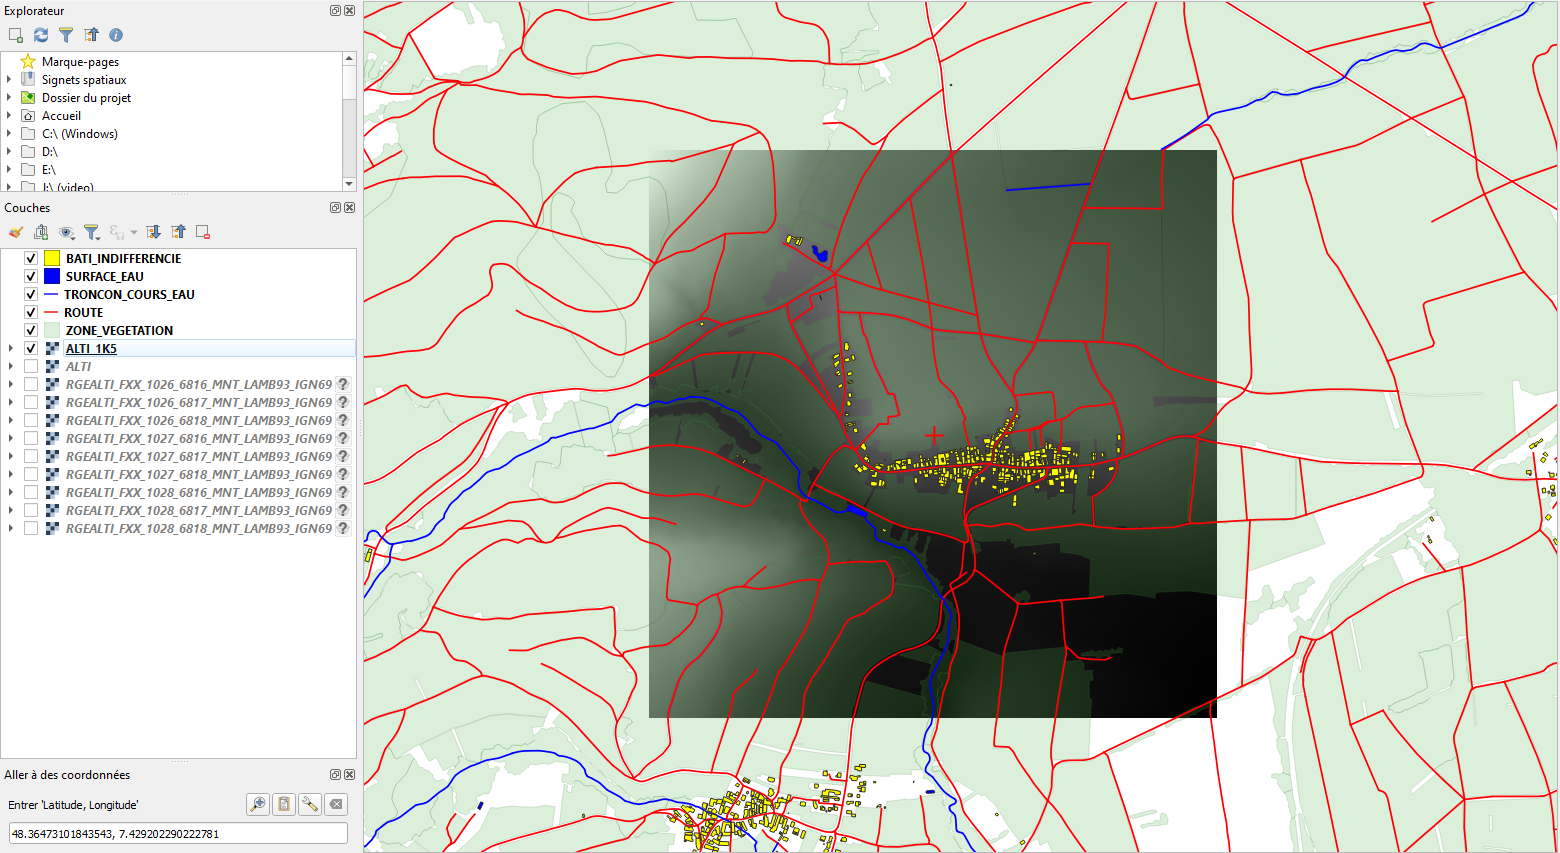 Explorateur
Marque-pages
Signets spatiaux
Dossier du projet
Accueil
C:\ (Windows)
D:\
E:\
J:\ (video)
Couches
BATI_INDIFFERENCIE
SURFACE_EAU
TRONCON_COURS_EAU
ROUTE
ZONE_VEGETATION
ALTI_1K5
ALTI
RGEALTI_FXX_1026_6816_MNT_LAMB93_IGN69
RGEALTI_FXX_1026_6817_MNT_LAMB93_IGN69
RGEALTI_FXX_1026_6818_MNT_LAMB93_IGN69
RGEALTI_FXX_1027_6816_MNT_LAMB93_IGN69
RGEALTI_FXX_1027_6817_MNT_LAMB93_IGN69
RGEALTI_FXX_1027_6818_MNT_LAMB93_IGN69
RGEALTI_FXX_1028_6816_MNT_LAMB93_IGN69
RGEALTI_FXX_1028_6817_MNT_LAMB93_IGN69
RGEALTI_FXX_1028_6818_MNT_LAMB93_IGN69
Aller à des coordonnées
Entrer 'Latitude, Longitude'
48.36473101843543, 7.429202290222781